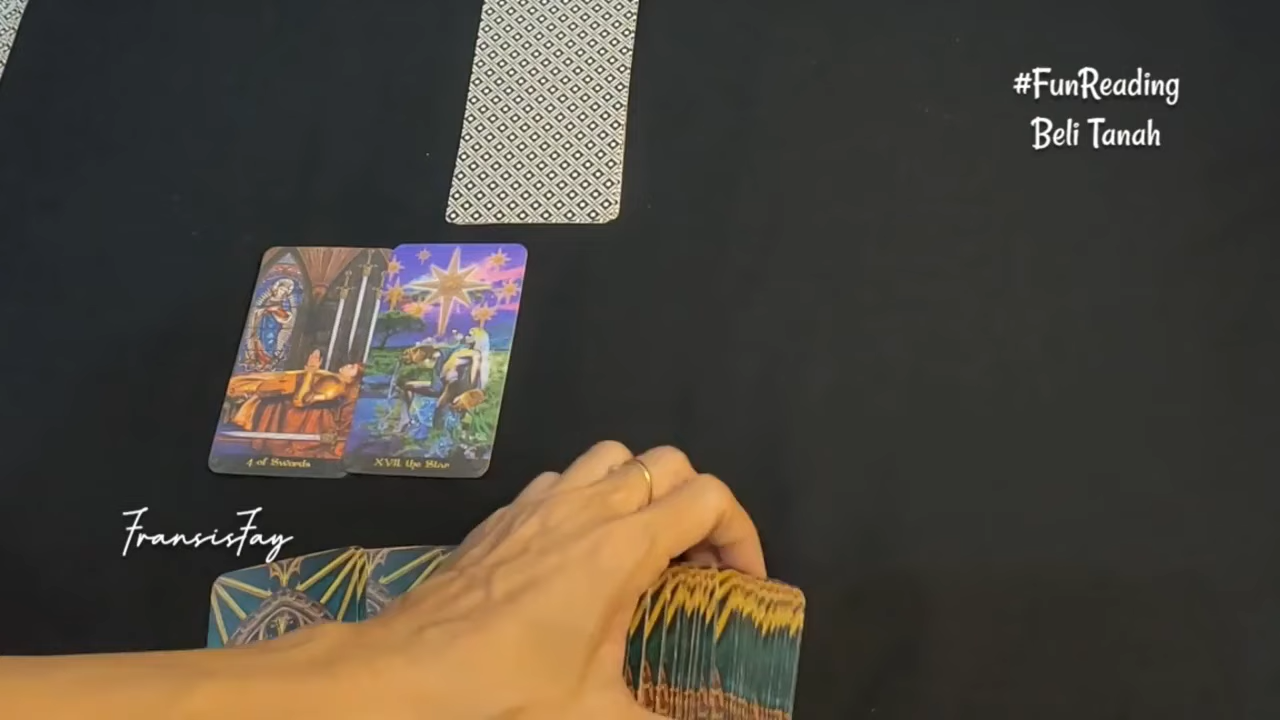 #FunReading
Beli Tanah
4 of Swords
XVII the Star
FransisFay